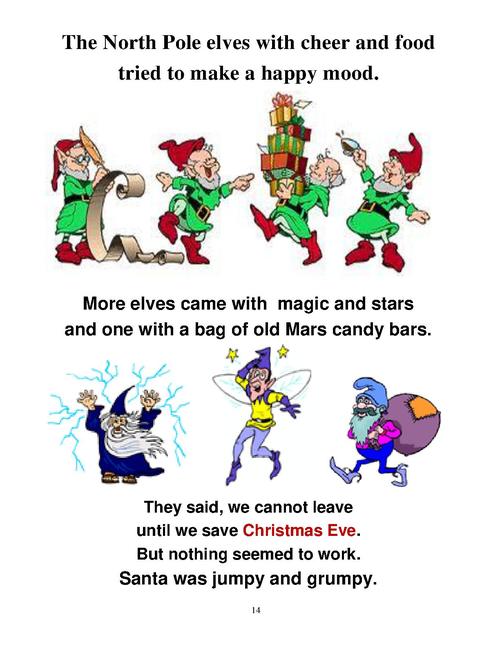 The North Pole elves with cheer and food
tried to make a happy mood.
More elves came with  magic and stars
and one with a bag of old Mars candy bars.
They said, we cannot leave
until we save Christmas Eve.
But nothing seemed to work.
Santa was jumpy and grumpy.
14